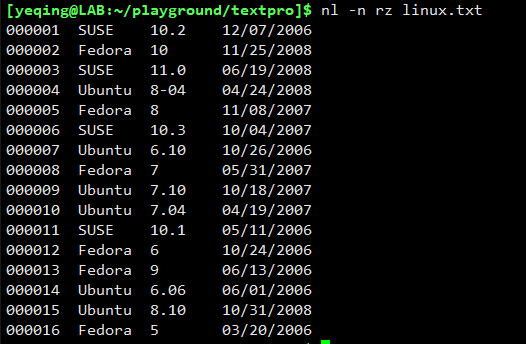 [yeqing@LAB:~/playground/textpro]$ nl -n rz linux.txt
000001 SUSE 10.2 12/07/2006
000002 Fedora 10 11/25/2008
000003 SUSE 11.0 06/19/2008
000004 Ubuntu 8-04 04/24/2008
000005 Fedora 8 11/08/2007
000006 SUSE 10.3 10/04/2007
000007 Ubuntu 6.10 10/26/2006
000008 Fedora 7 05/31/2007
000009 Ubuntu 7.10 10/18/2007
000010 Ubuntu 7.04 04/19/2007
000011 SUSE 10.1 05/11/2006
000012 Fedora 6 10/24/2006
000013 Fedora 9 06/13/2006
000014 Ubuntu 6.06 06/01/2006
000015 Ubuntu 8.10 10/31/2008
000016 Fedora 5 03/20/2006